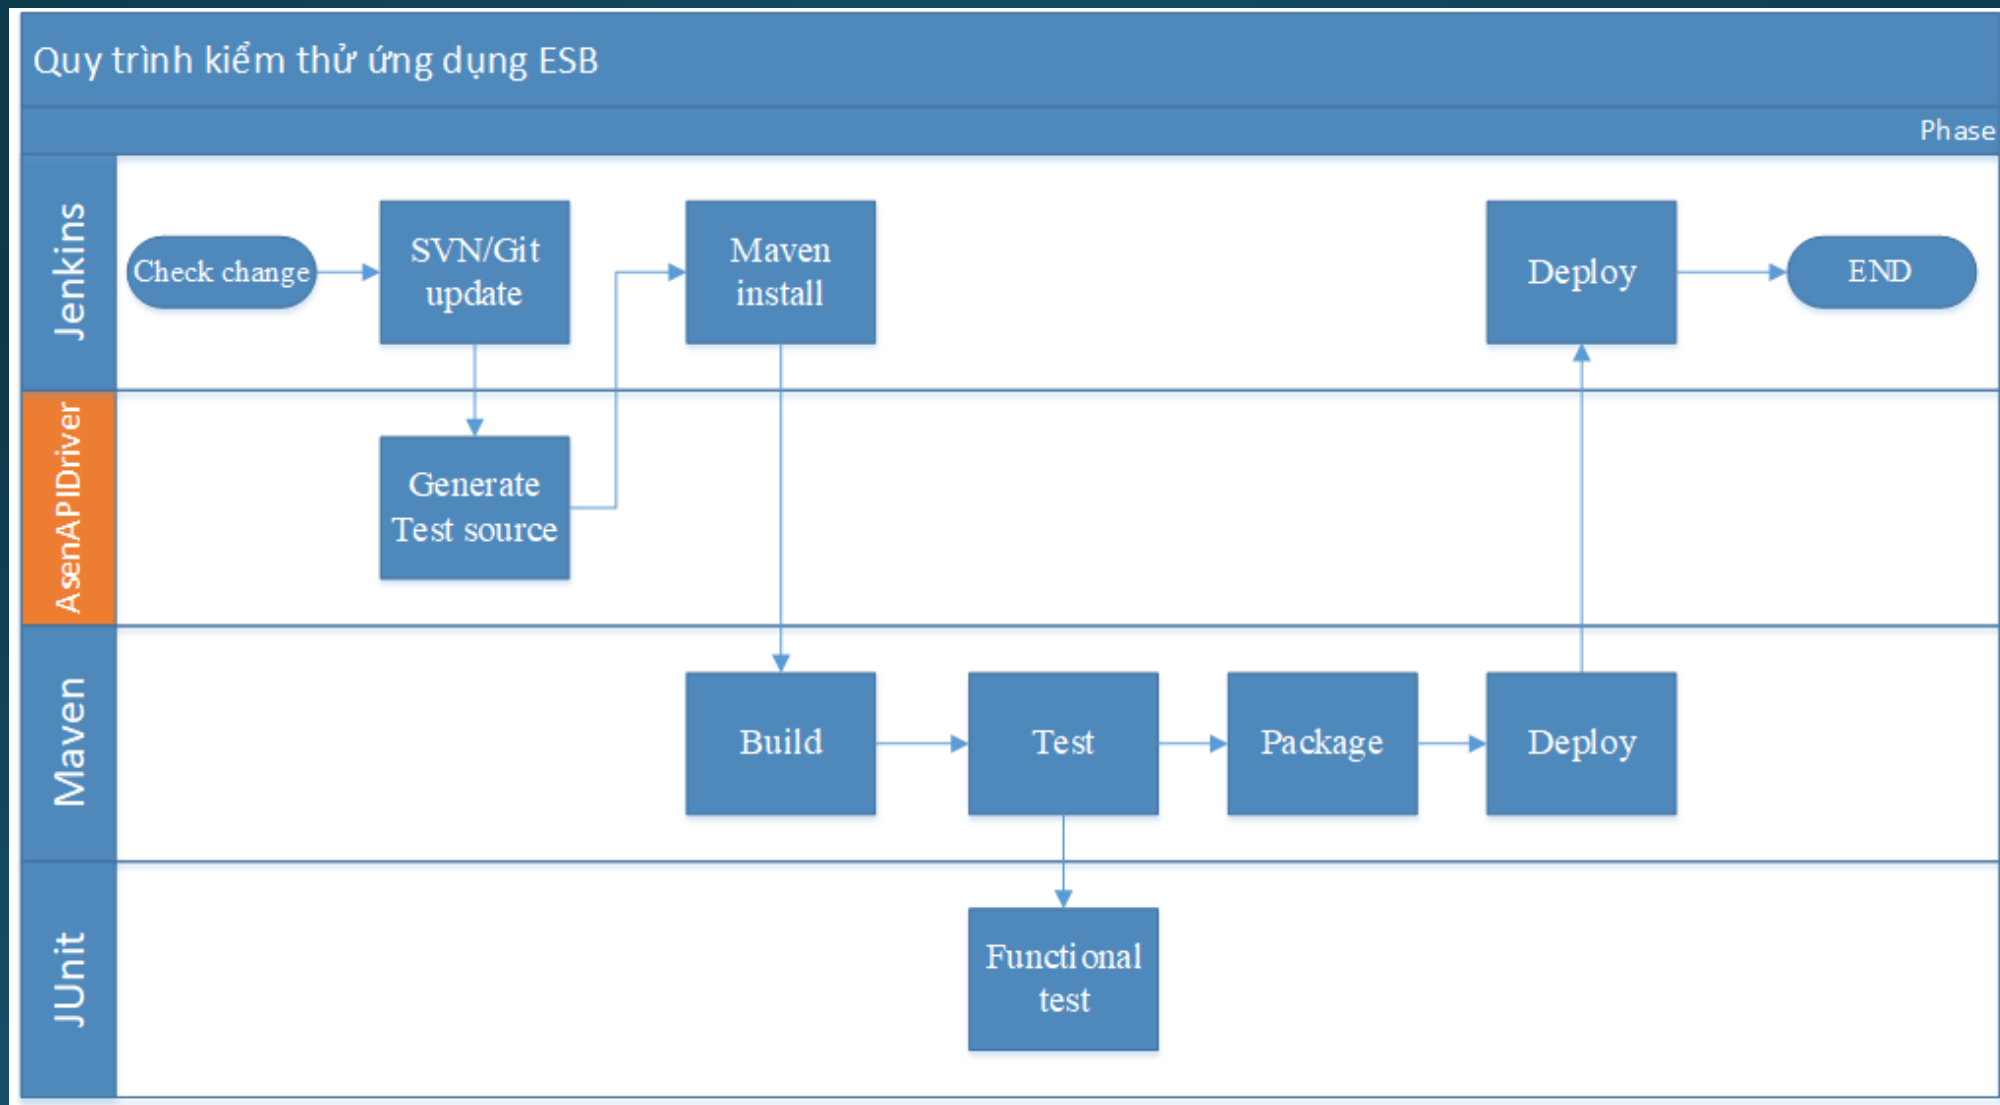 Quy trình kiểm thử ứng dụng ESB
Phase
Jenkins
Check change
SVN/Git
update
Maven
install
Deploy
END
AsenAPIDriver
Generate
Test source
Maven
Build
Test
Package
Deploy
JUnit
Functional
test